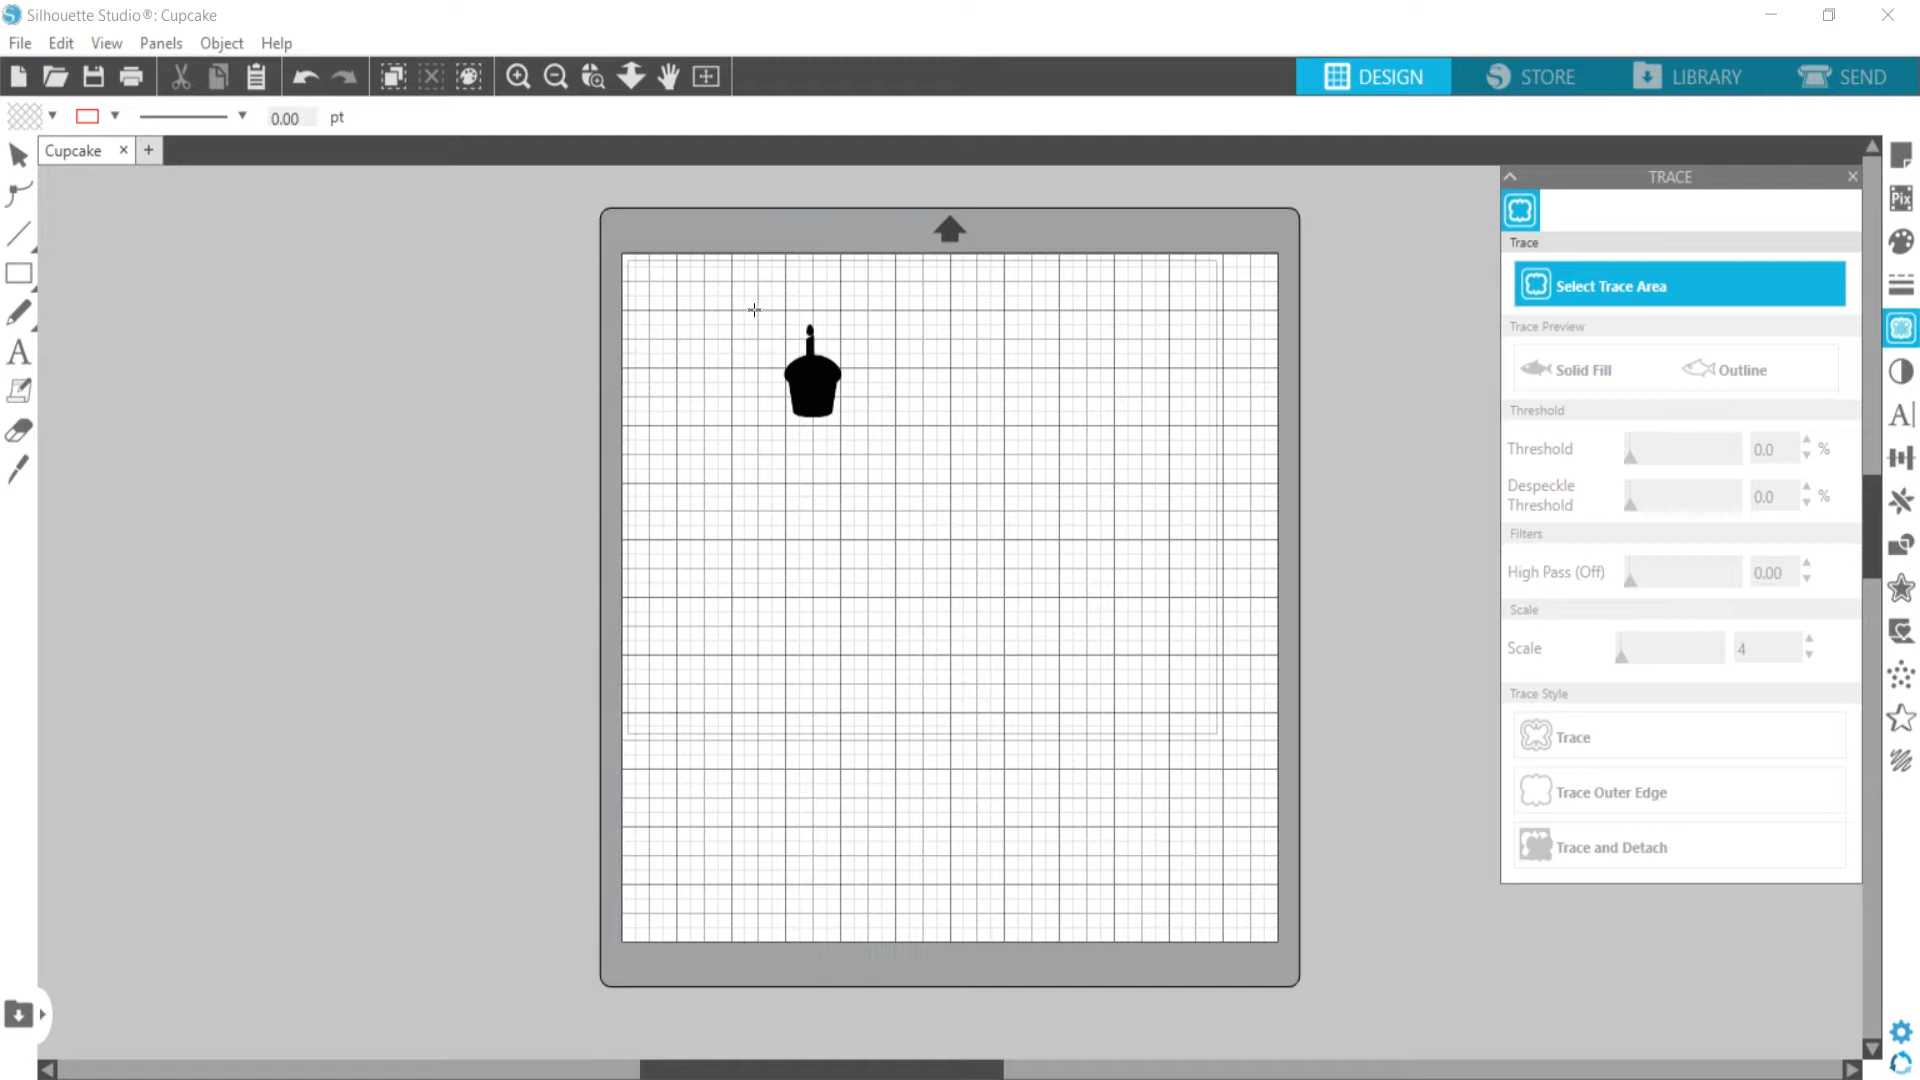 Silhouette Studio®: Cupcake
File Edit View Panels Object Help
DESIGN STORE LIBRARY SEND
0.00 pt
Cupcake
TRACE
Pix
Trace
Select Trace Area
Trace Preview
Solid Fill Outline
Threshold
Threshold 0.0 %
Despeckle
Threshold 0.0 %
Filters
High Pass (Off) 0.00
Scale
Scale 4
Trace Style
Trace
Trace Outer Edge
Trace and Detach